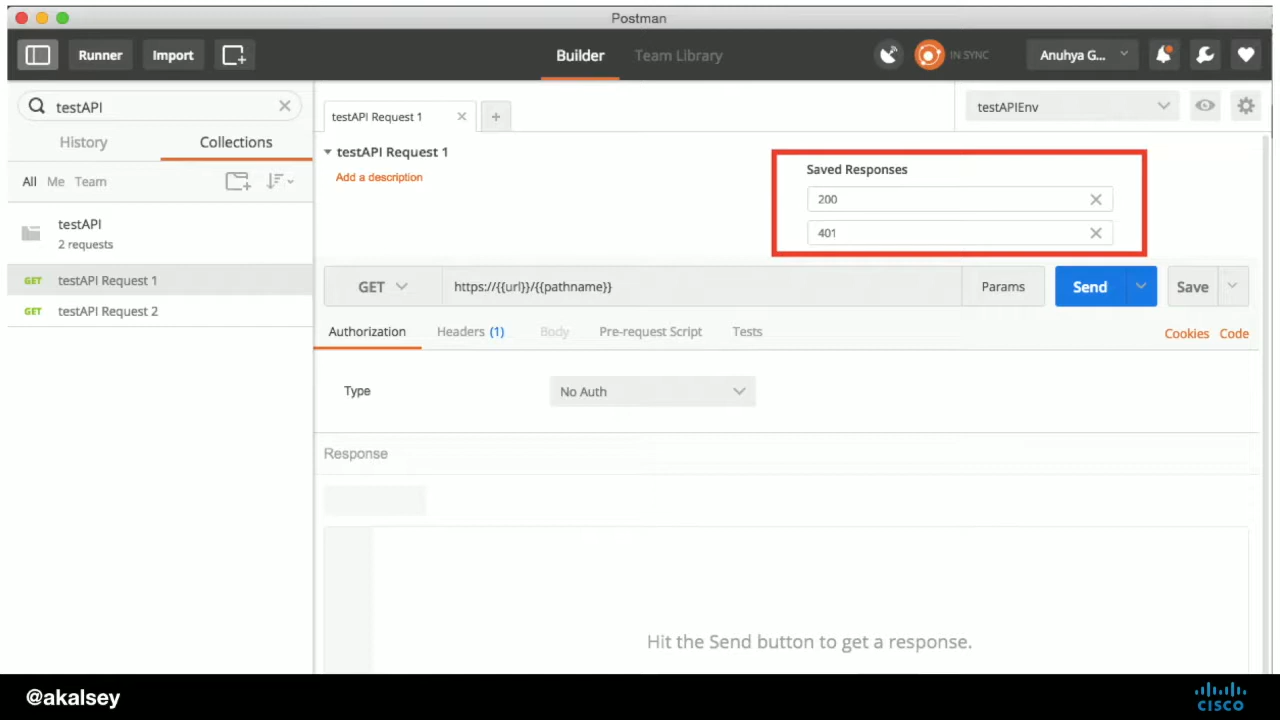 Postman
Runner
Import
Builder
Team Library
IN SYNC
Anuhya G...
testAPI
History
Collections
All Me Team
testAPI
2 requests
GET testAPI Request 1
GET testAPI Request 2
testAPI Request 1
testAPIEnv
testAPI Request 1
Add a description
Saved Responses
200
401
GET
https://{{url}}/{{pathname}}
Params
Send
Save
Authorization
Headers (1)
Body
Pre-request Script
Tests
Cookies
Code
Type
No Auth
Response
Hit the Send button to get a response.
@akalsey
CISCO